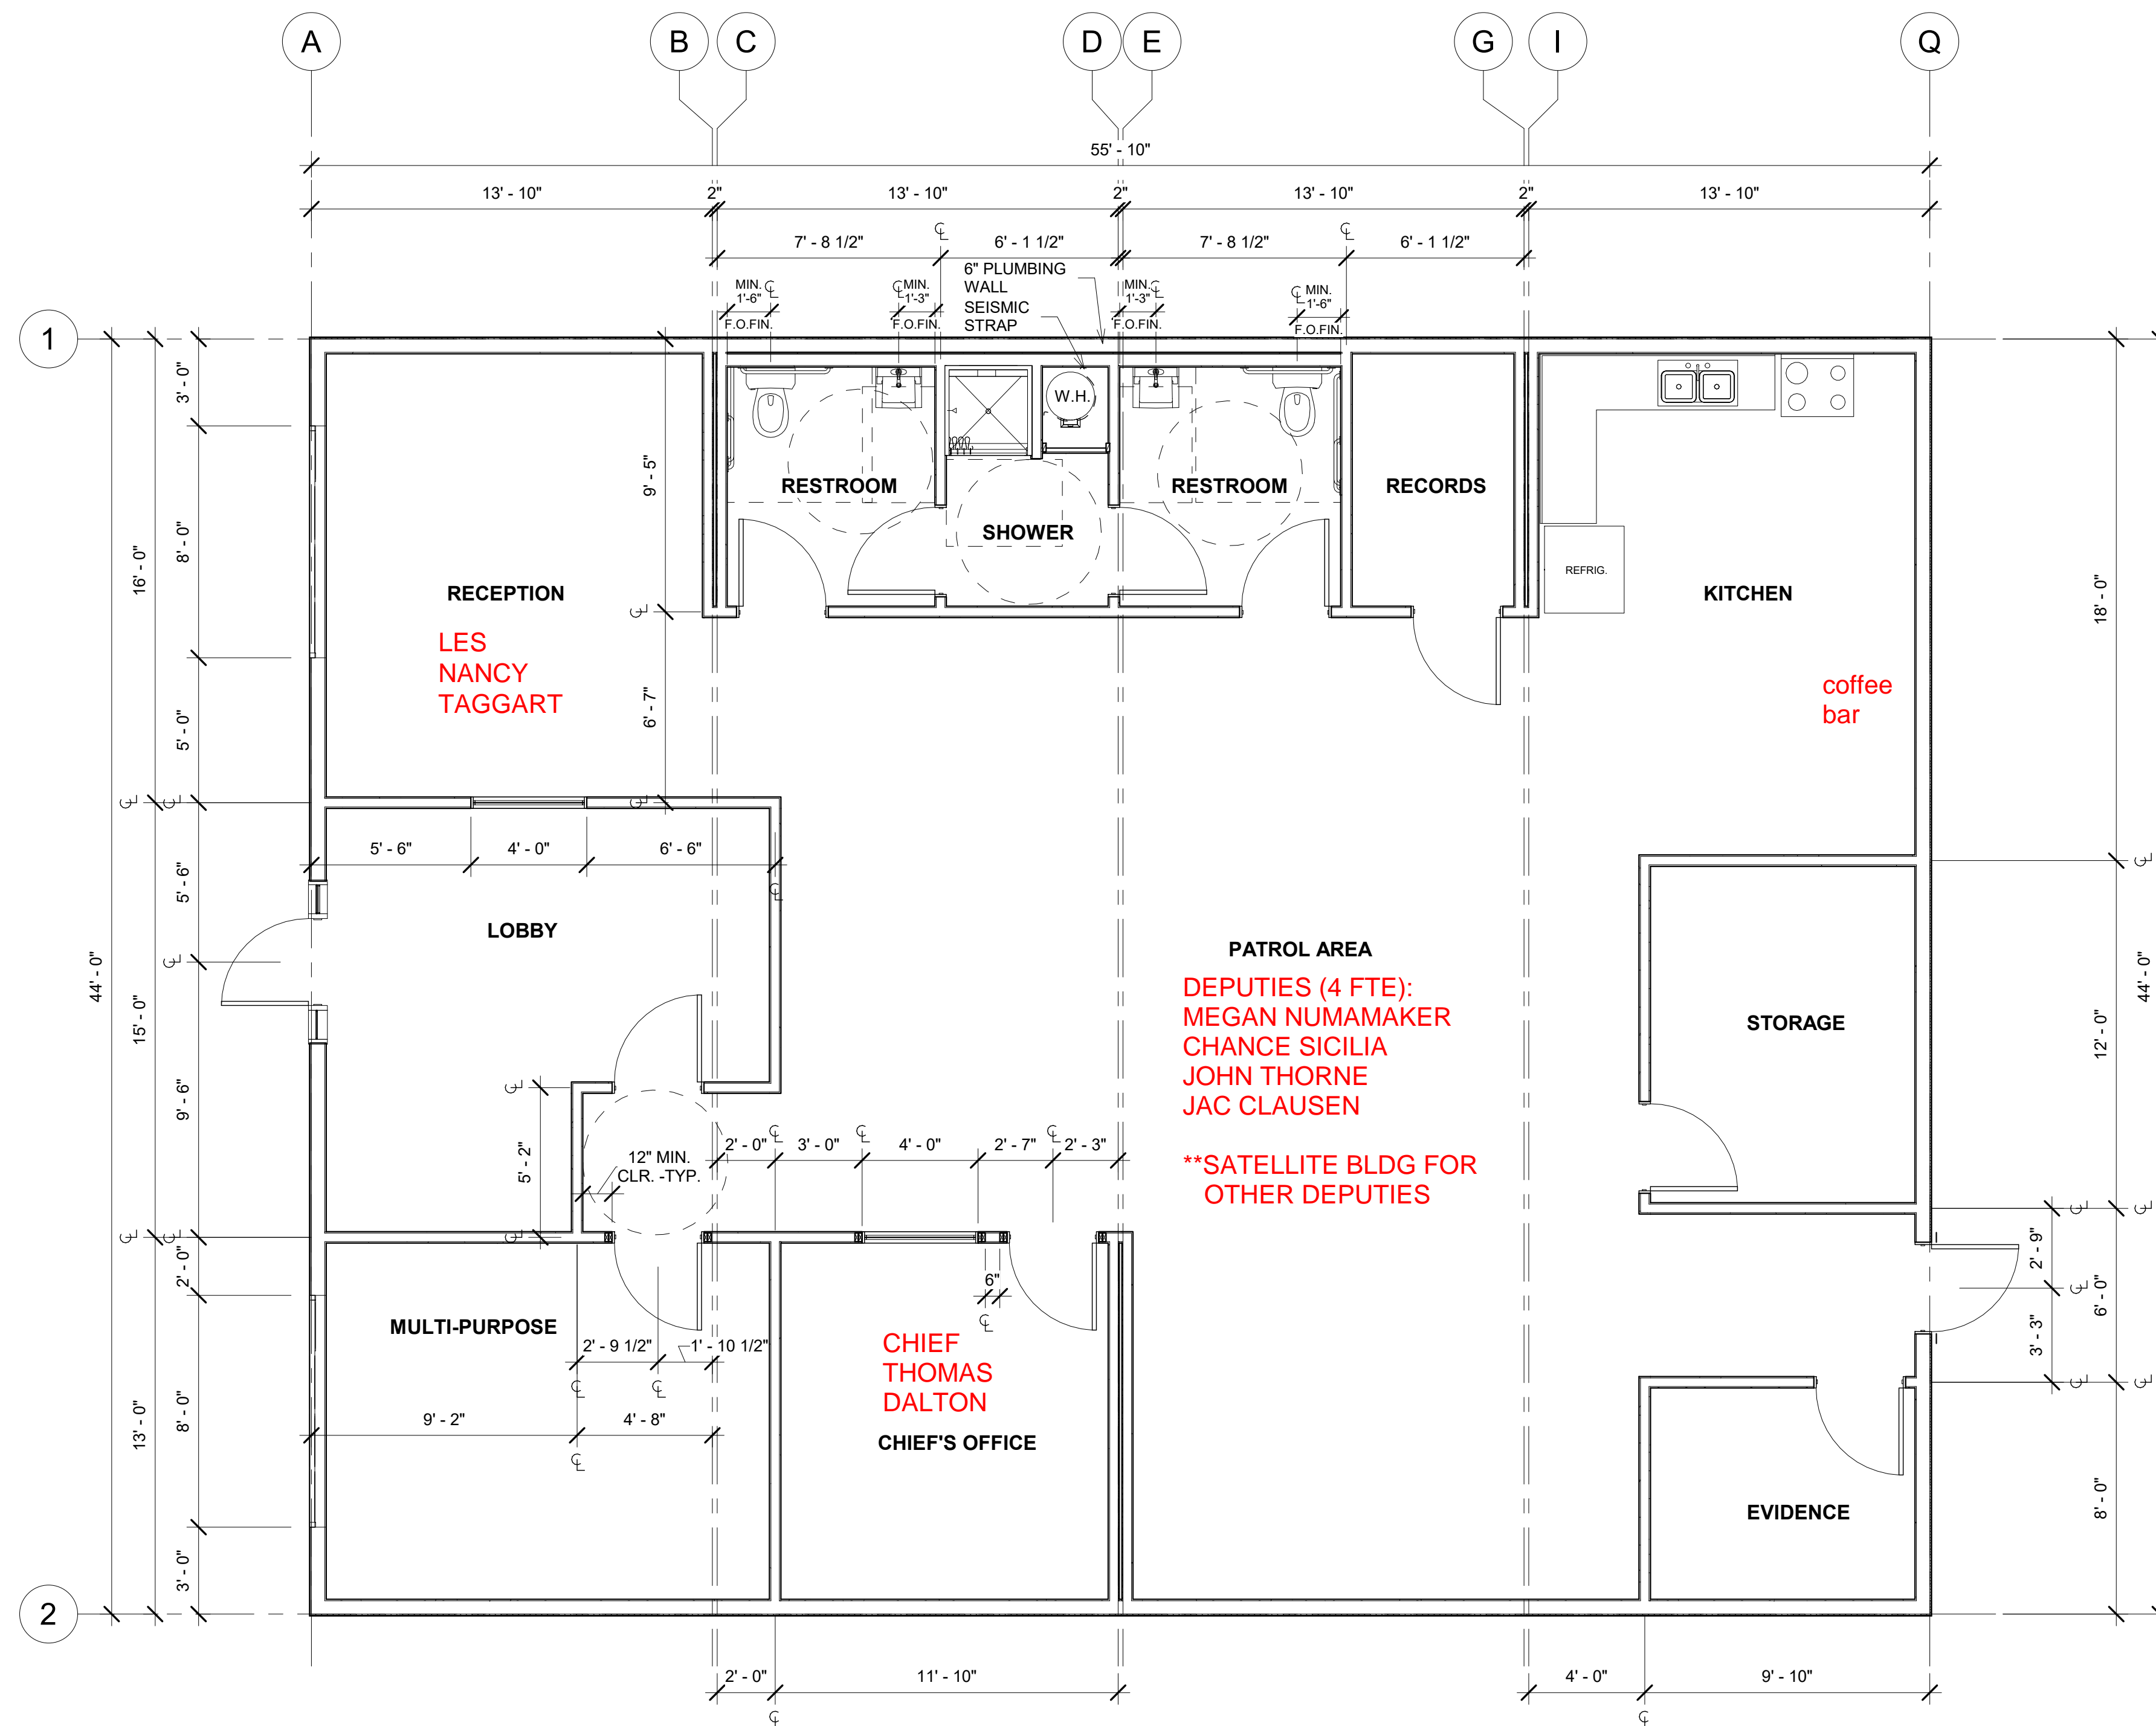 A B C D E G I Q
55' - 10"
13' - 10" 2" 13' - 10" 2" 13' - 10" 2" 13' - 10"
7' - 8 1/2" 6' - 1 1/2" 7' - 8 1/2" 6' - 1 1/2"
6" PLUMBING
WALL
SEISMIC
STRAP
MIN.
1'-6"
F.O.FIN.
MIN.
1'-3"
F.O.FIN.
MIN.
1'-3"
F.O.FIN.
MIN.
1'-6"
F.O.FIN.
1
3' - 0"
8' - 0"
16' - 0"
5' - 0"
9' - 5"
6' - 7"
W.H.
RESTROOM
SHOWER
RESTROOM
RECORDS
REFRIG.
KITCHEN
18' - 0"
RECEPTION
LES
NANCY
TAGGART
coffee
bar
5' - 6" 4' - 0" 6' - 6"
5' - 6"
LOBBY
44' - 0"
15' - 0"
9' - 6"
PATROL AREA
DEPUTIES (4 FTE):
MEGAN NUMAMAKER
CHANCE SICILIA
JOHN THORNE
JAC CLAUSEN
**SATELLITE BLDG FOR
OTHER DEPUTIES
STORAGE
12' - 0"
44' - 0"
5' - 2"
12" MIN.
CLR. -TYP.
2' - 0" 3' - 0" 4' - 0" 2' - 7" 2' - 3"
6"
2' - 0"
MULTI-PURPOSE
2' - 9 1/2" 1' - 10 1/2"
9' - 2" 4' - 8"
8' - 0"
13' - 0"
3' - 0"
CHIEF
THOMAS
DALTON
CHIEF'S OFFICE
2' - 9"
6' - 0"
3' - 3"
8' - 0"
EVIDENCE
2
2' - 0" 11' - 10" 4' - 0" 9' - 10"